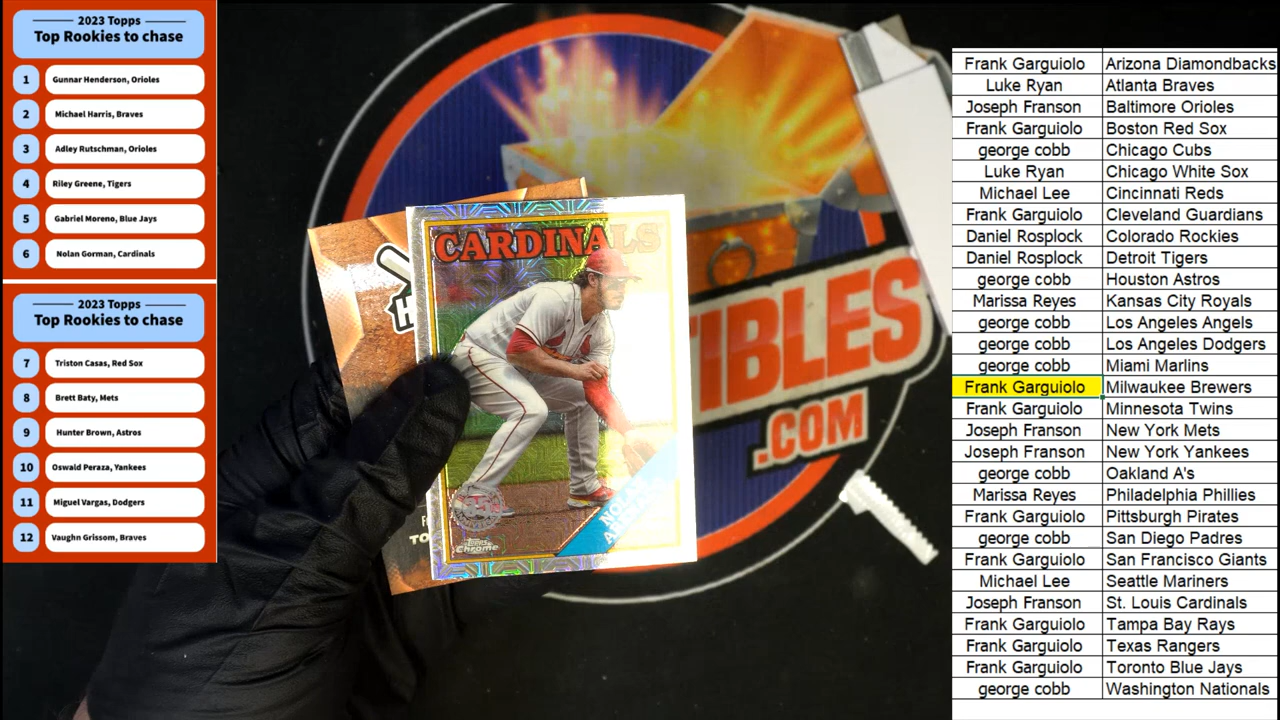 2023 Topps
Top Rookies to chase
1 Gunnar Henderson, Orioles
2 Michael Harris, Braves
3 Adley Rutschman, Orioles
4 Riley Greene, Tigers
5 Gabriel Moreno, Blue Jays
6 Nolan Gorman, Cardinals
2023 Topps
Top Rookies to chase
7 Triston Casas, Red Sox
8 Brett Baty, Mets
9 Hunter Brown, Astros
10 Oswald Peraza, Yankees
11 Miguel Vargas, Dodgers
12 Vaughn Grissom, Braves
CARDINALS
Topps
Chrome
TIBLES
.COM
Frank Garguiolo Arizona Diamondbacks
Luke Ryan Atlanta Braves
Joseph Franson Baltimore Orioles
Frank Garguiolo Boston Red Sox
george cobb Chicago Cubs
Luke Ryan Chicago White Sox
Michael Lee Cincinnati Reds
Frank Garguiolo Cleveland Guardians
Daniel Rosplock Colorado Rockies
Daniel Rosplock Detroit Tigers
george cobb Houston Astros
Marissa Reyes Kansas City Royals
george cobb Los Angeles Angels
george cobb Los Angeles Dodgers
george cobb Miami Marlins
Frank Garguiolo Milwaukee Brewers
Frank Garguiolo Minnesota Twins
Joseph Franson New York Mets
Joseph Franson New York Yankees
george cobb Oakland A's
Marissa Reyes Philadelphia Phillies
Frank Garguiolo Pittsburgh Pirates
george cobb San Diego Padres
Frank Garguiolo San Francisco Giants
Michael Lee Seattle Mariners
Joseph Franson St. Louis Cardinals
Frank Garguiolo Tampa Bay Rays
Frank Garguiolo Texas Rangers
Frank Garguiolo Toronto Blue Jays
george cobb Washington Nationals